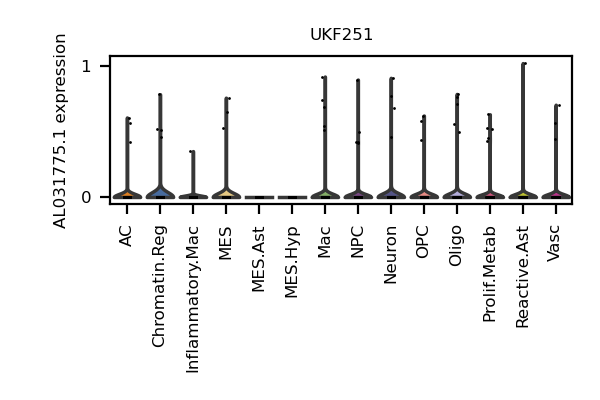 UKF251
AL031775.1 expression
1
0
AC
Chromatin.Reg
Inflammatory.Mac
MES
MES.Ast
MES.Hyp
Mac
NPC
Neuron
OPC
Oligo
Prolif.Metab
Reactive.Ast
Vasc